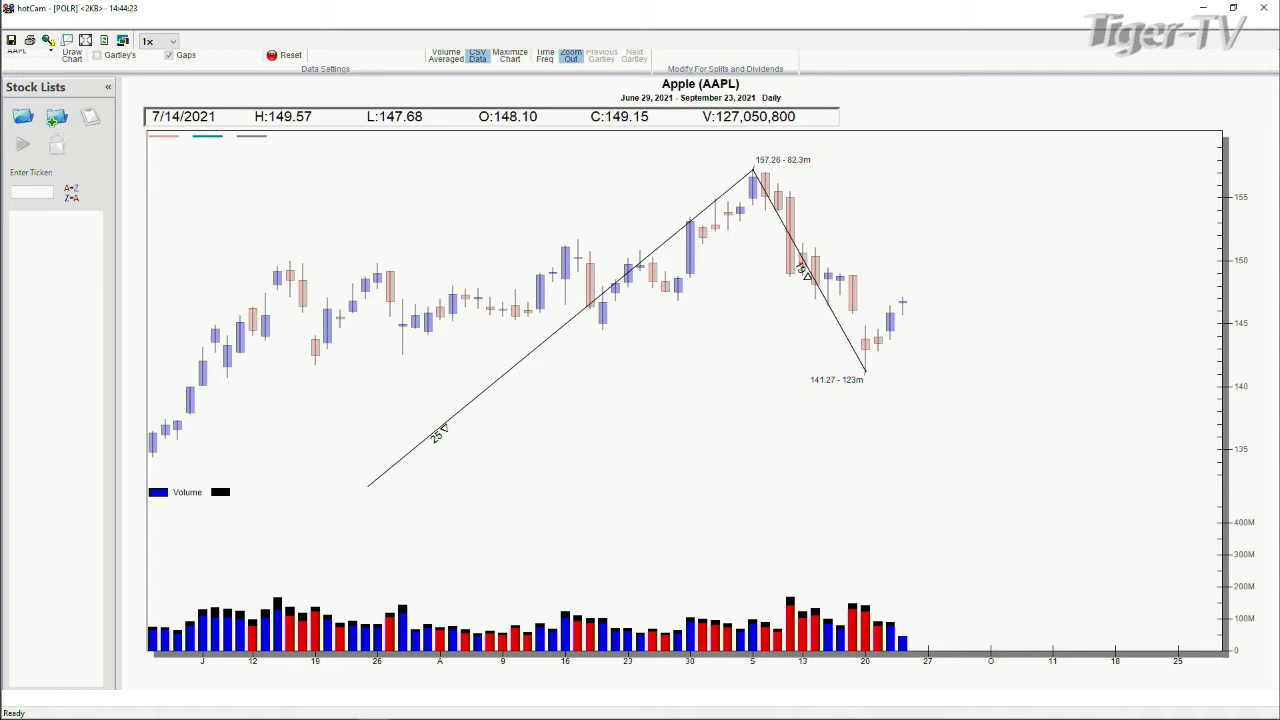 hotCam - [POLR] <2KB> - 14:44:23
Tiger-TV
1x
AAPL
Draw Chart
Gartley's
Gaps
Reset
Volume Averaged
CSV Data
Maximize Chart
Time Freq
Zoom Out
Previous Gartley
Next Gartley
Data Settings
Modify For Splits and Dividends
Stock Lists «
Apple (AAPL)
June 29, 2021 - September 23, 2021 Daily
7/14/2021 H:149.57 L:147.68 O:148.10 C:149.15 V:127,050,800
Enter Ticker:
A=Z
Z=A
157.26 - 82.3m
155
150
19
145
141.27 - 123m
140
25
135
Volume
400M
300M
200M
100M
0
J 12 19 26 A 9 16 23 30 S 13 20 27 O 11 18 25
Ready